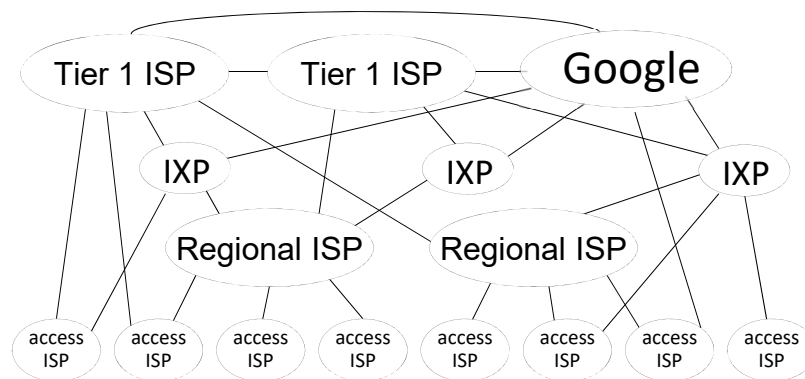 Tier 1 ISP
Tier 1 ISP
Google
IXP
IXP
IXP
Regional ISP
Regional ISP
access
ISP
access
ISP
access
ISP
access
ISP
access
ISP
access
ISP
access
ISP
access
ISP